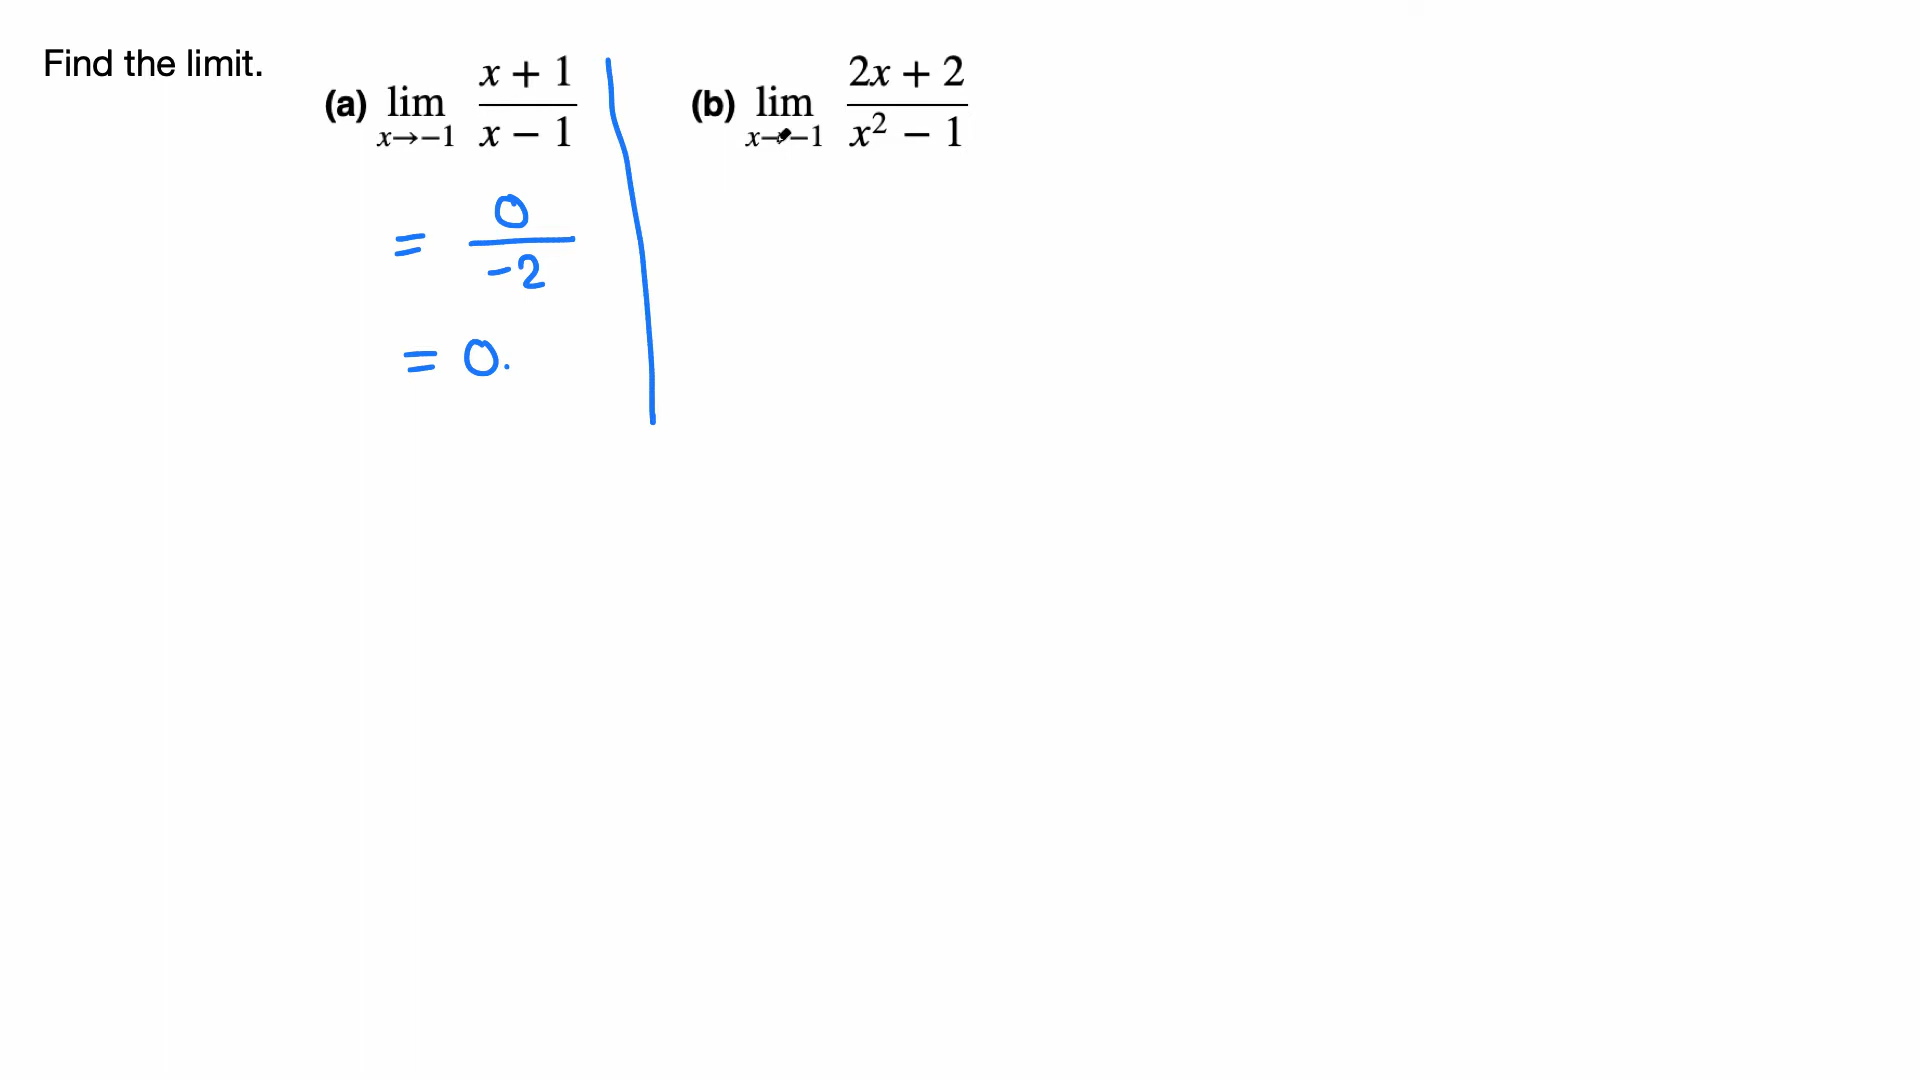 Find the limit.
(a) lim x→−1 (x + 1)/(x − 1)
= 0/-2
= 0.
(b) lim x→−1 (2x + 2)/(x² − 1)